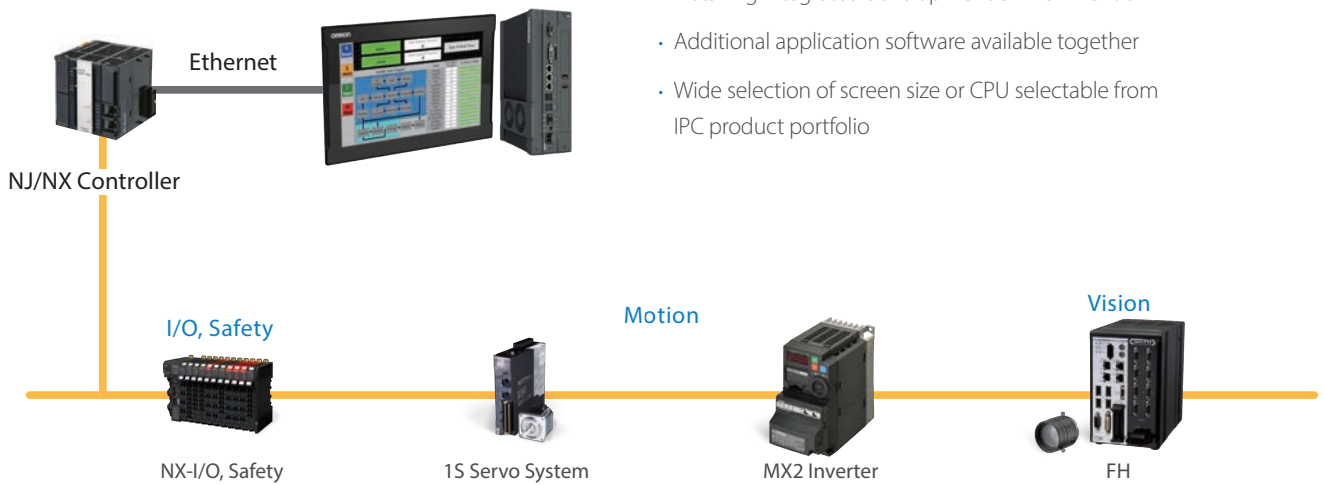 • Additional application software available together
• Wide selection of screen size or CPU selectable from
IPC product portfolio
OMRON
Ethernet
NJ/NX Controller
I/O, Safety
Motion
Vision
NX-I/O, Safety
1S Servo System
MX2 Inverter
FH